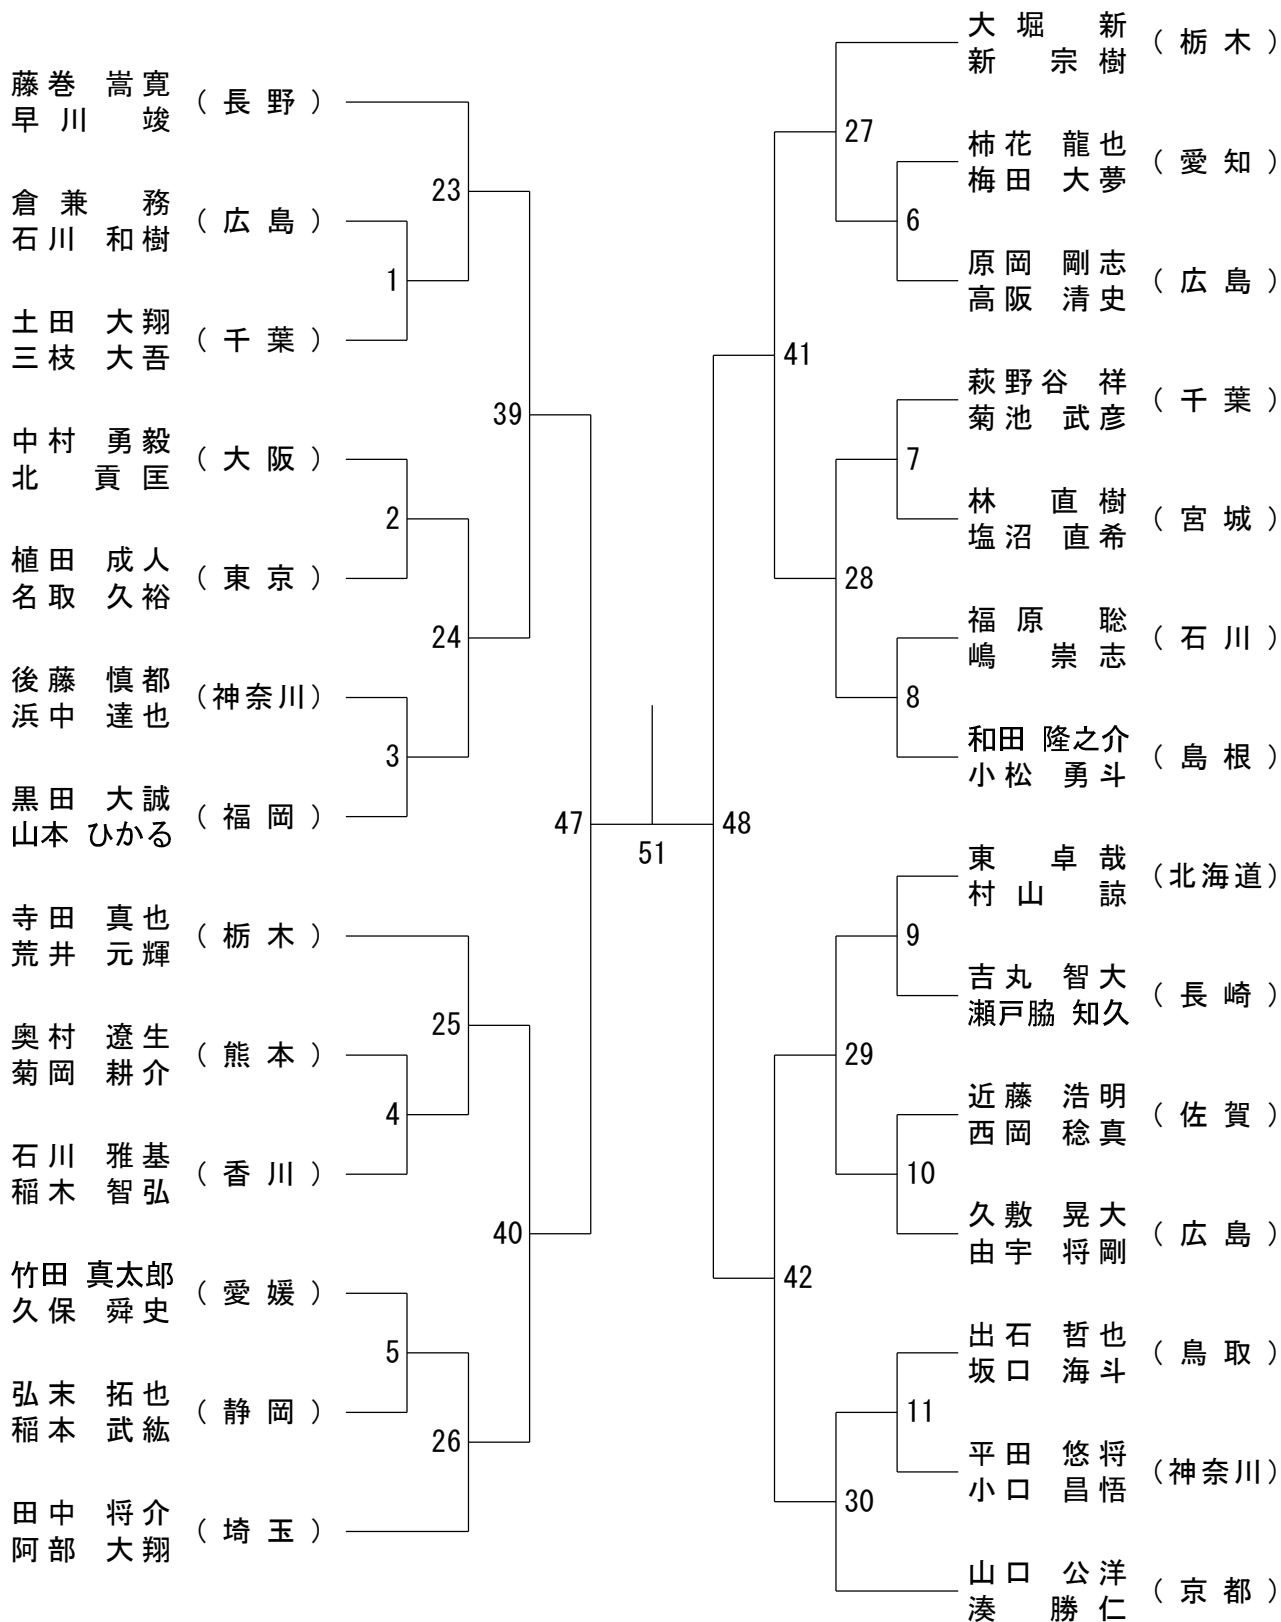 藤巻 嵩寛
早川 竣
(長野)
倉兼 務
石川 和樹
(広島)
土田 大翔
三枝 大吾
(千葉)
中村 勇毅
北 貢匡
(大阪)
植田 成人
名取 久裕
(東京)
後藤 慎都
浜中 達也
(神奈川)
黒田 大誠
山本 ひかる
(福岡)
寺田 真也
荒井 元輝
(栃木)
奥村 遼生
菊岡 耕介
(熊本)
石川 雅基
稲木 智弘
(香川)
竹田 真太郎
久保 舜史
(愛媛)
弘末 拓也
稲本 武紘
(静岡)
田中 将介
阿部 大翔
(埼玉)
1
2
3
4
5
23
24
25
26
39
40
47
51
48
41
42
27
28
29
30
6
7
8
9
10
11
大堀 新
新 宗樹
(栃木)
柿花 龍也
梅田 大夢
(愛知)
原岡 剛志
高阪 清史
(広島)
萩野谷 祥
菊池 武彦
(千葉)
林 直樹
塩沼 直希
(宮城)
福原 聡
嶋 崇志
(石川)
和田 隆之介
小松 勇斗
(島根)
東 卓哉
村山 諒
(北海道)
吉丸 智大
瀬戸脇 知久
(長崎)
近藤 浩明
西岡 稔真
(佐賀)
久敷 晃大
由宇 将剛
(広島)
出石 哲也
坂口 海斗
(鳥取)
平田 悠将
小口 昌悟
(神奈川)
山口 公洋
湊 勝仁
(京都)